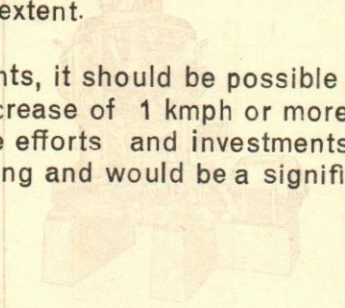 extent.
nts, it should be possible
crease of 1 kmph or more
e efforts and investments
ng and would be a signifi